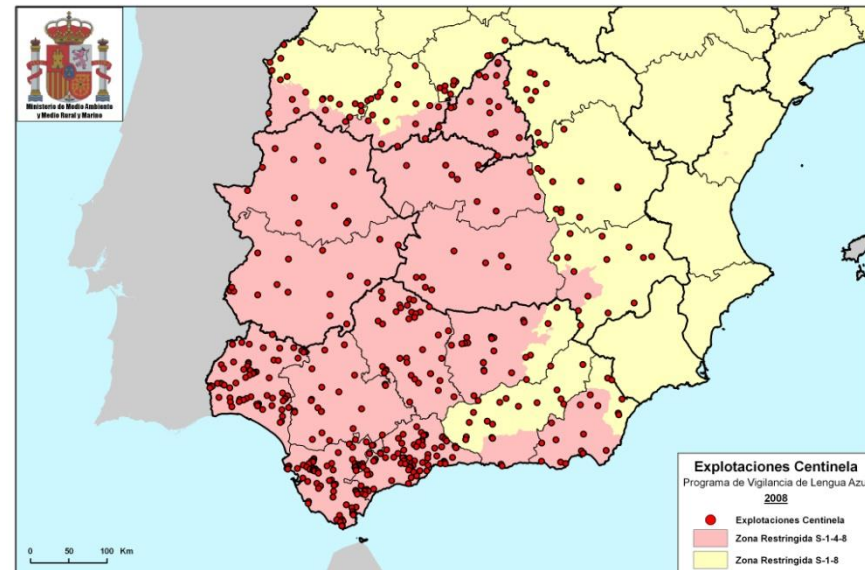 Ministerio de Medio Ambiente
y Medio Rural y Marino
Explotaciones Centinela
Programa de Vigilancia de Lengua Azu
2008
Explotaciones Centinela
Zona Restringida S-1-4-8
Zona Restringida S-1-8
0 50 100 Km